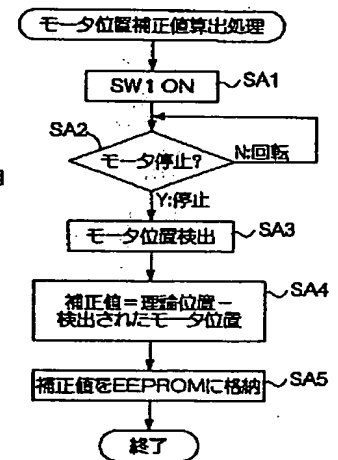 モータ位置補正値算出処理
SW.1 ON
SA1
SA2
モータ停止?
N:回転
Y:停止
モータ位置検出
SA3
補正値=理論位置-
検出されたモータ位置
SA4
補正値をEEPROMに格納
SA5
終了